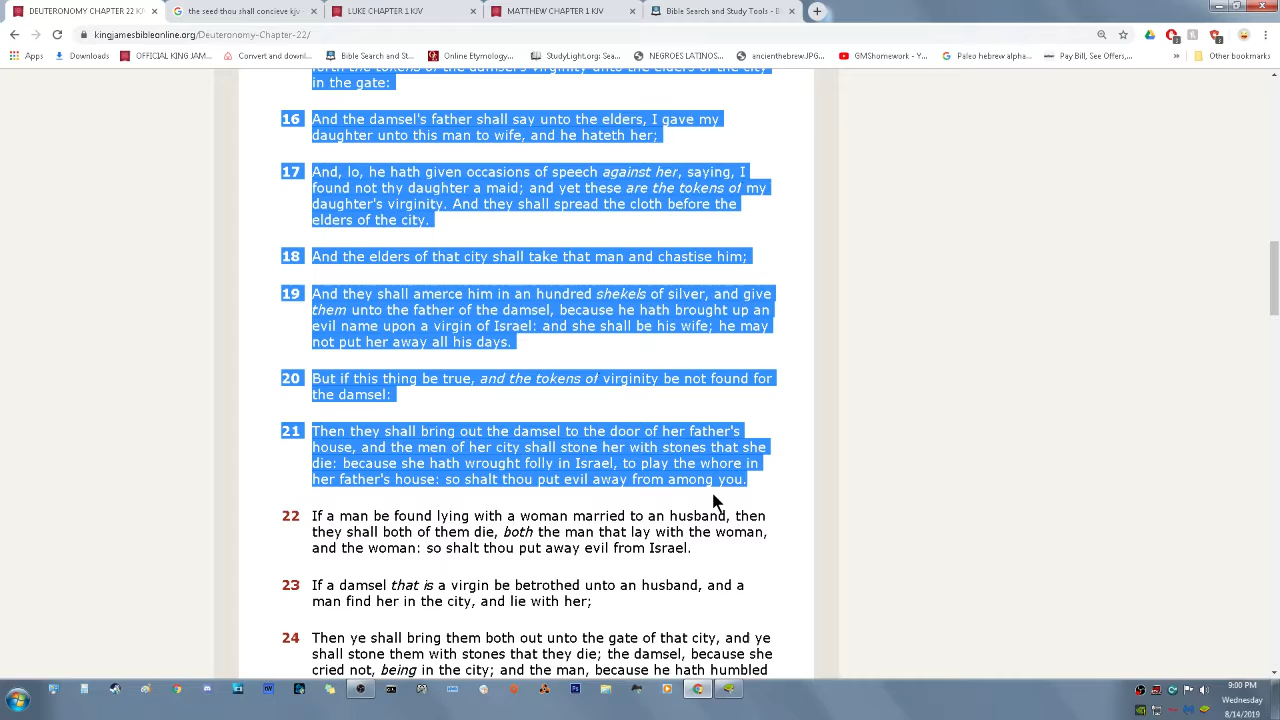 DEUTERONOMY CHAPTER 22 K
the seed thou shall concieve kjv
LUKE CHAPTER 1 KJV
MATTHEW CHAPTER 1 KJV
Bible Search and Study Tools - B
kingjamesbibleonline.org/Deuteronomy-Chapter-22/
Apps
Downloads
OFFICIAL KING JAM...
Convert and downl...
Bible Search and St...
Online Etymology...
StudyLight.org: Sea...
NEGROES LATINOS...
ancienthebrew.JPG...
GMSHomework - Y...
Paleo hebrew alpha...
Pay Bill, See Offers,...
»
Other bookmarks
forth the tokens of the damsel's virginity unto the elders of the city
in the gate:
16 And the damsel's father shall say unto the elders, I gave my
daughter unto this man to wife, and he hateth her;
17 And, lo, he hath given occasions of speech against her, saying, I
found not thy daughter a maid; and yet these are the tokens of my
daughter's virginity. And they shall spread the cloth before the
elders of the city.
18 And the elders of that city shall take that man and chastise him;
19 And they shall amerce him in an hundred shekels of silver, and give
them unto the father of the damsel, because he hath brought up an
evil name upon a virgin of Israel: and she shall be his wife; he may
not put her away all his days.
20 But if this thing be true, and the tokens of virginity be not found for
the damsel:
21 Then they shall bring out the damsel to the door of her father's
house, and the men of her city shall stone her with stones that she
die: because she hath wrought folly in Israel, to play the whore in
her father's house: so shalt thou put evil away from among you.
22 If a man be found lying with a woman married to an husband, then
they shall both of them die, both the man that lay with the woman,
and the woman: so shalt thou put away evil from Israel.
23 If a damsel that is a virgin be betrothed unto an husband, and a
man find her in the city, and lie with her;
24 Then ye shall bring them both out unto the gate of that city, and ye
shall stone them with stones that they die; the damsel, because she
cried not, being in the city; and the man, because he hath humbled
9:00 PM
Wednesday
8/14/2019